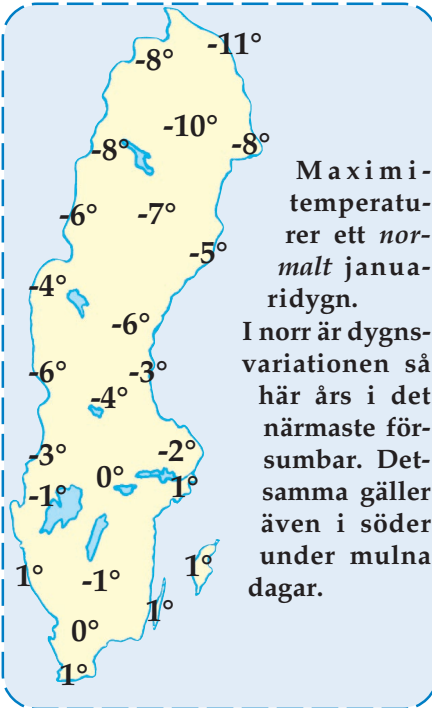 -11°
-8°
-10°
-8°
-8°
Maximi-
temperatu-
rer ett nor-
malt janua-
ridygn.
I norr är dygns-
variationen så
här års i det
närmaste för-
sumbar. Det-
samma gäller
även i söder
under mulna
dagar.
-6°
-7°
-5°
-4°
-6°
-6°
-3°
-4°
-3°
-2°
0°
-1°
1°
1°
-1°
1°
1°
0°
1°